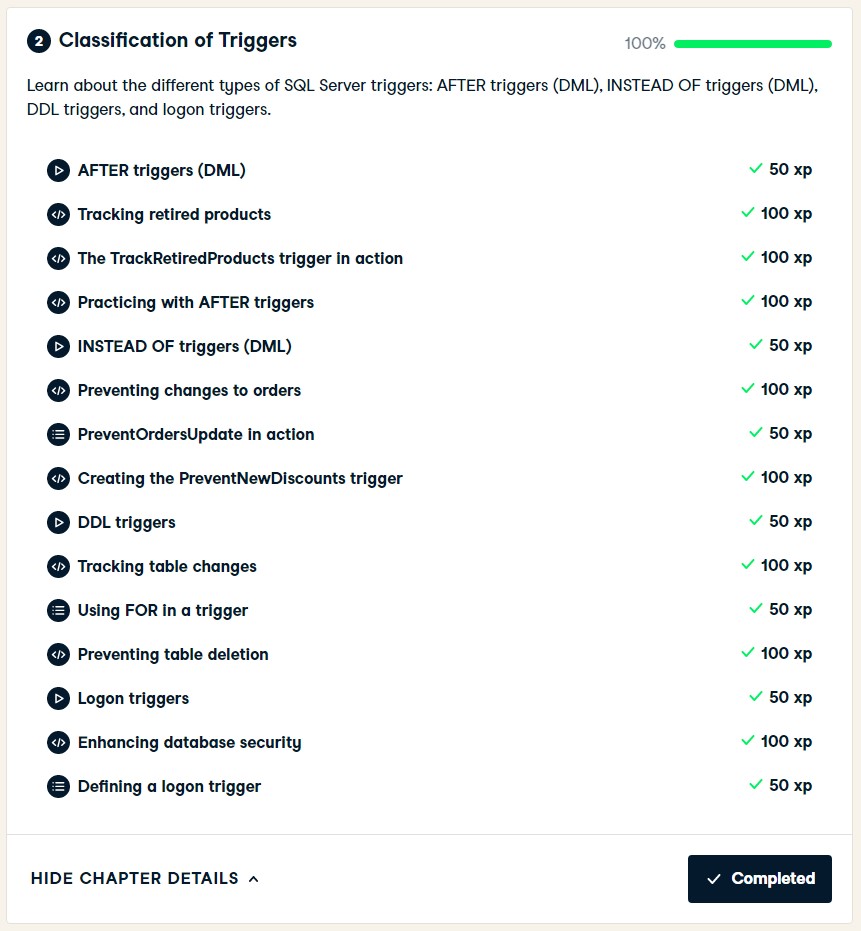 2 Classification of Triggers 100%
Learn about the different types of SQL Server triggers: AFTER triggers (DML), INSTEAD OF triggers (DML),
DDL triggers, and logon triggers.
AFTER triggers (DML) 50 xp
Tracking retired products 100 xp
The TrackRetiredProducts trigger in action 100 xp
Practicing with AFTER triggers 100 xp
INSTEAD OF triggers (DML) 50 xp
Preventing changes to orders 100 xp
PreventOrdersUpdate in action 50 xp
Creating the PreventNewDiscounts trigger 100 xp
DDL triggers 50 xp
Tracking table changes 100 xp
Using FOR in a trigger 50 xp
Preventing table deletion 100 xp
Logon triggers 50 xp
Enhancing database security 100 xp
Defining a logon trigger 50 xp
HIDE CHAPTER DETAILS Completed